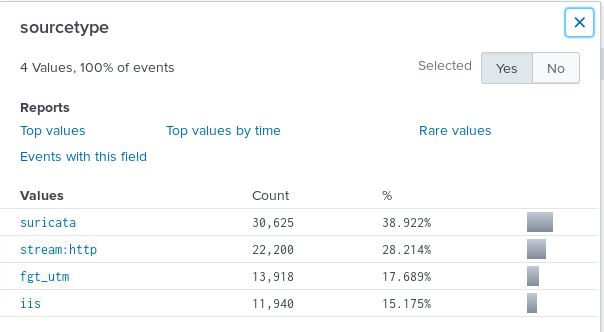 sourcetype
4 Values, 100% of events
Selected Yes No
Reports
Top values Top values by time Rare values
Events with this field
Values Count %
suricata 30,625 38.922%
stream:http 22,200 28.214%
fgt_utm 13,918 17.689%
iis 11,940 15.175%